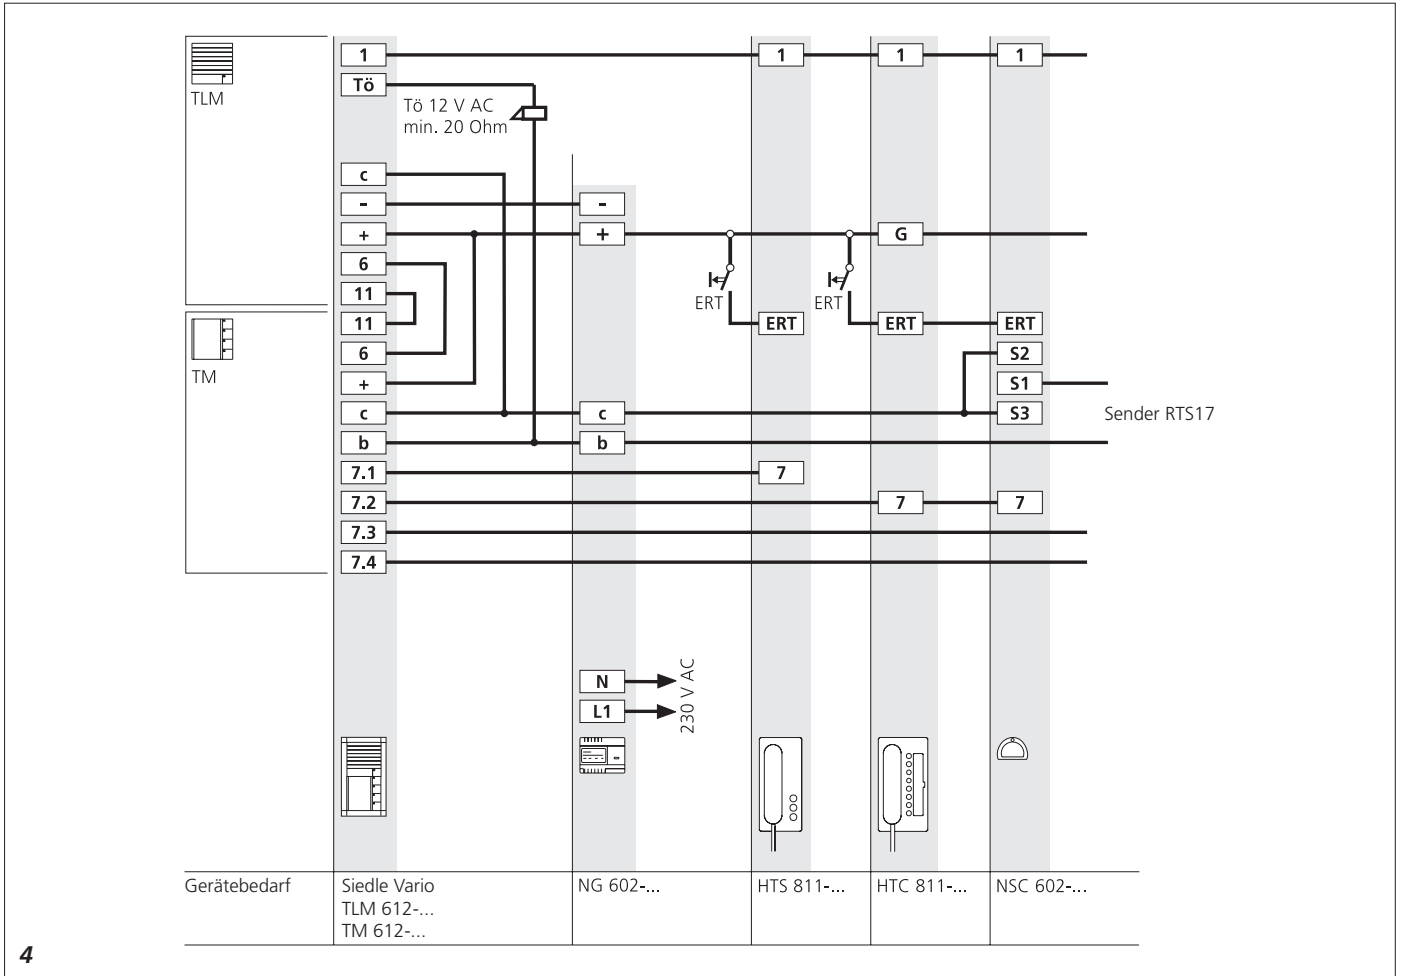 1 1 1 1
TLM
Tö
Tö 12 V AC
min. 20 Ohm
c
- -
+ + G
6
ERT ERT
11
11 ERT ERT ERT
TM
6 S2
+ S1
c c S3 Sender RTS17
b b
7.1 7
7.2 7 7
7.3
7.4
N
L1
230 V AC
Gerätebedarf Siedle Vario NG 602-... HTS 811-... HTC 811-... NSC 602-...
TLM 612-...
TM 612-...
4